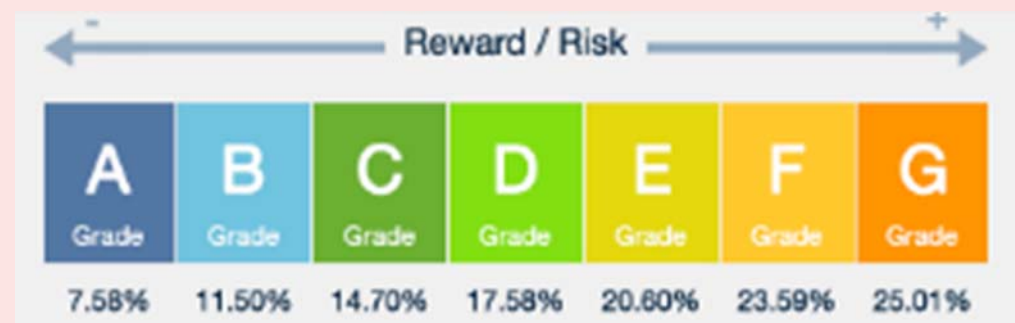 - +
Reward / Risk
A B C D E F G
Grade Grade Grade Grade Grade Grade Grade
7.58% 11.50% 14.70% 17.58% 20.60% 23.59% 25.01%